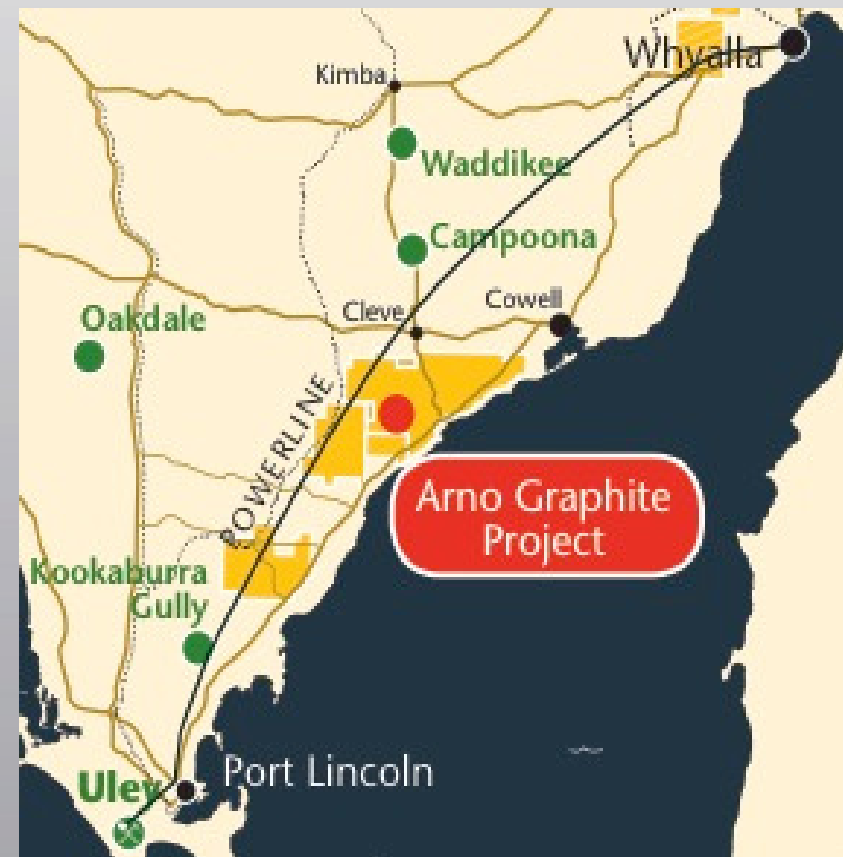 Whyalla
Kimba
Waddikee
Campoona
Cowell
Cleve
Oakdale
POWERLINE
Arno Graphite
Project
Kookaburra
Gully
Port Lincoln
Uley